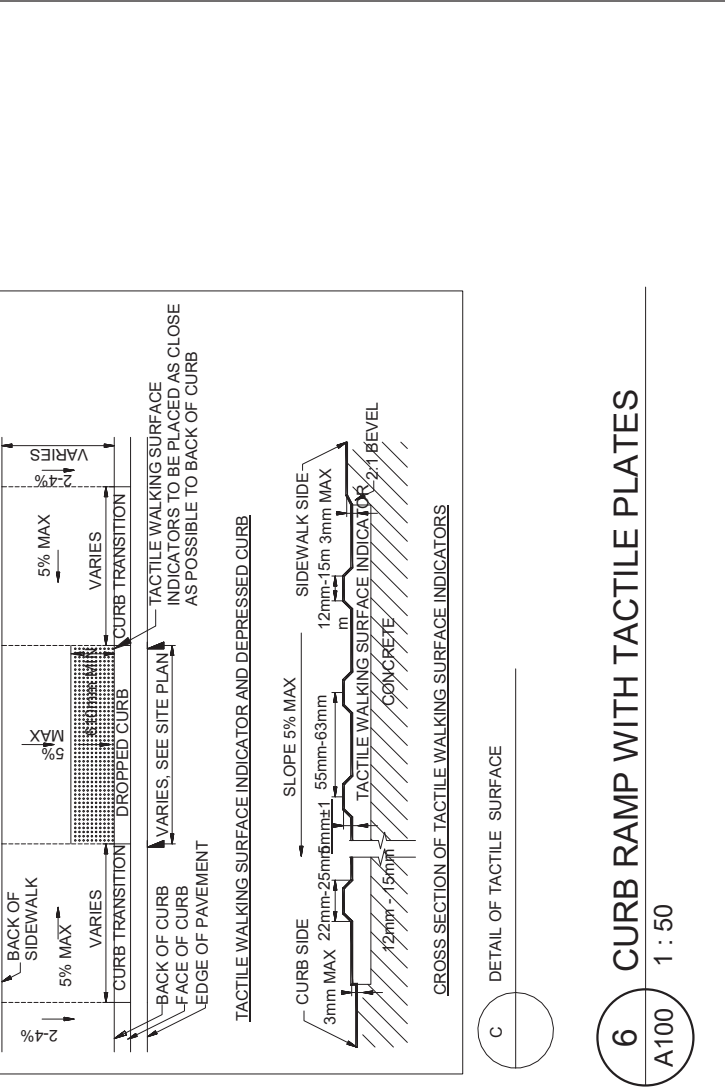 BACK OF
SIDEWALK
2-4%
5% MAX
VARIES
5%
MAX
610mm MIN
5% MAX
VARIES
2-4%
VARIES
CURB TRANSITION
DROPPED CURB
CURB TRANSITION
VARIES, SEE SITE PLAN
BACK OF CURB
FACE OF CURB
EDGE OF PAVEMENT
TACTILE WALKING SURFACE
INDICATORS TO BE PLACED AS CLOSE
AS POSSIBLE TO BACK OF CURB
TACTILE WALKING SURFACE INDICATOR AND DEPRESSED CURB
SLOPE 5% MAX
CURB SIDE
SIDEWALK SIDE
3mm MAX
22mm-25mm
5mm±1
55mm-63mm
12mm-15m
m
3mm MAX
TACTILE WALKING SURFACE INDICATOR
2:1 BEVEL
12mm - 15mm
CONCRETE
CROSS SECTION OF TACTILE WALKING SURFACE INDICATORS
C
DETAIL OF TACTILE SURFACE
6
A100
CURB RAMP WITH TACTILE PLATES
1 : 50